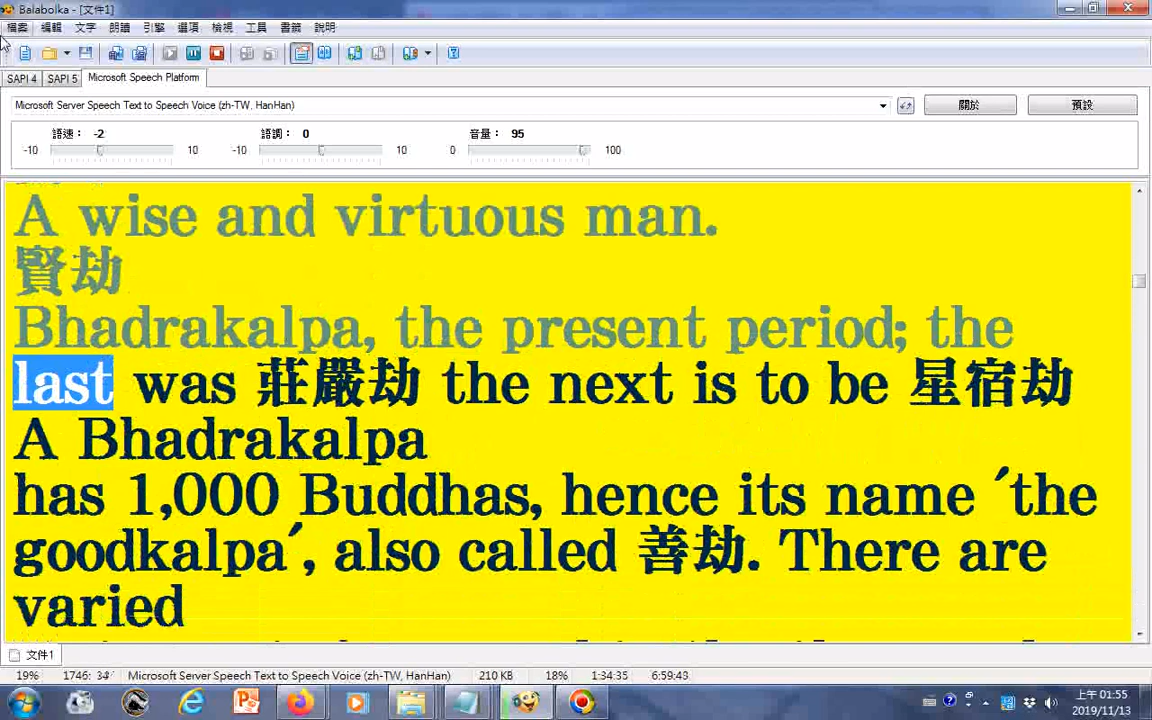 Balabolka - [文件1]
檔案 編輯 文字 朗讀 引擎 選項 檢視 工具 書籤 說明
SAPI 4 SAPI 5 Microsoft Speech Platform
Microsoft Server Speech Text to Speech Voice (zh-TW, HanHan) 關於 預設
語速： -2 語調： 0 音量： 95
-10 10 -10 10 0 100
A wise and virtuous man.
賢劫
Bhadrakalpa, the present period; the
last was 莊嚴劫 the next is to be 星宿劫
A Bhadrakalpa
has 1,000 Buddhas, hence its name ′the
goodkalpa′, also called 善劫. There are
varied
文件1
19% 1746: Microsoft Server Speech Text to Speech Voice (zh-TW, HanHan) 210 KB 18% 1:34:35 6:59:43
上午 01:55
2019/11/13